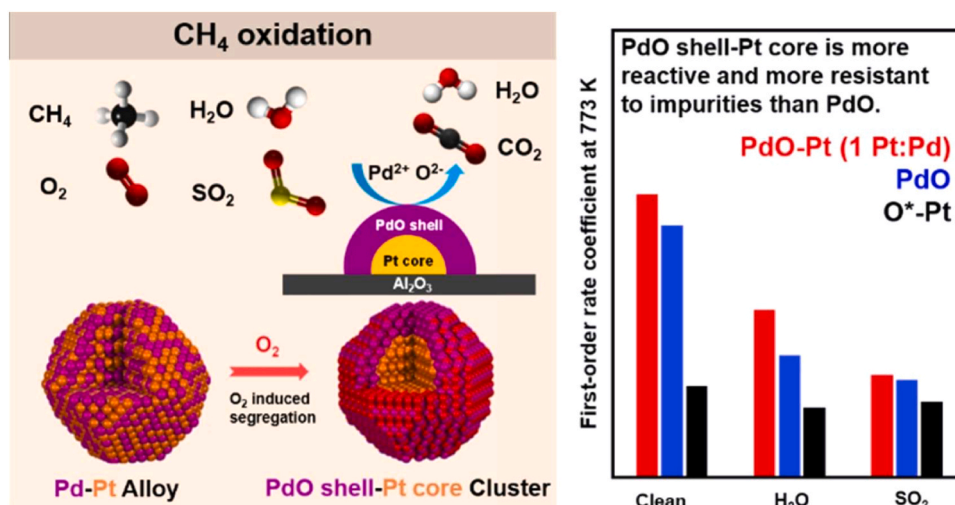 CH₄ oxidation
CH₄
H₂O
H₂O
CO₂
O₂
SO₂
Pd²⁺ O²⁻
PdO shell
Pt core
Al₂O₃
O₂
O₂ induced
segregation
Pd-Pt Alloy
PdO shell-Pt core Cluster
First-order rate coefficient at 773 K
PdO shell-Pt core is more
reactive and more resistant
to impurities than PdO.
PdO-Pt (1 Pt:Pd)
PdO
O*-Pt
Clean
H₂O
SO₂